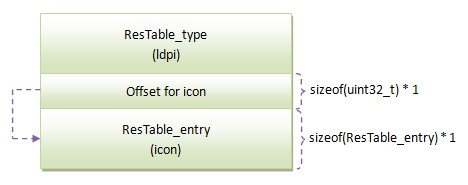 ResTable_type
(ldpi)
Offset for icon
sizeof(uint32_t) * 1
ResTable_entry
(icon)
sizeof(ResTable_entry) * 1